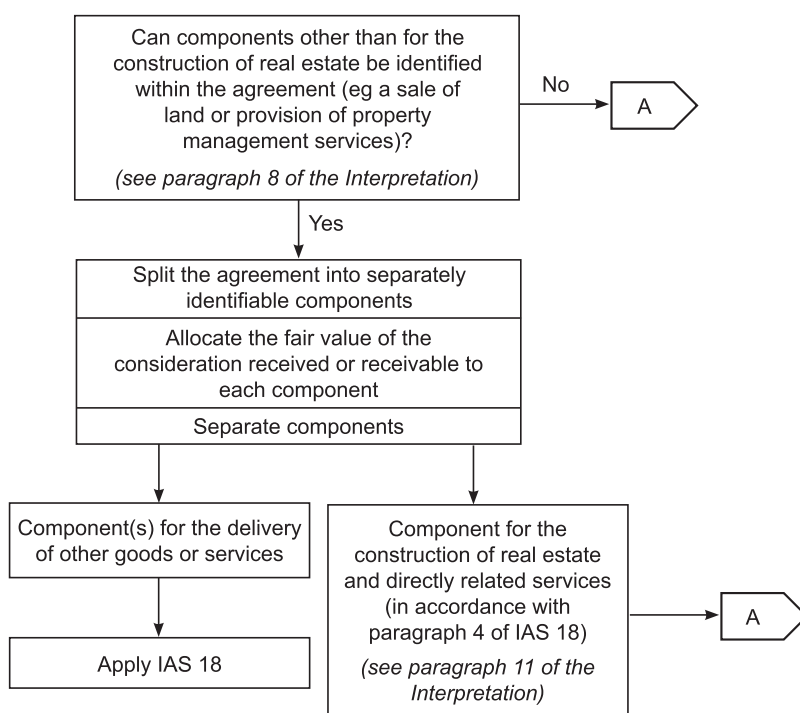 Can components other than for the
construction of real estate be identified
within the agreement (eg a sale of
land or provision of property
management services)?
(see paragraph 8 of the Interpretation)
No
A
Yes
Split the agreement into separately
identifiable components
Allocate the fair value of the
consideration received or receivable to
each component
Separate components
Component(s) for the delivery
of other goods or services
Apply IAS 18
Component for the
construction of real estate
and directly related services
(in accordance with
paragraph 4 of IAS 18)
(see paragraph 11 of the
Interpretation)
A